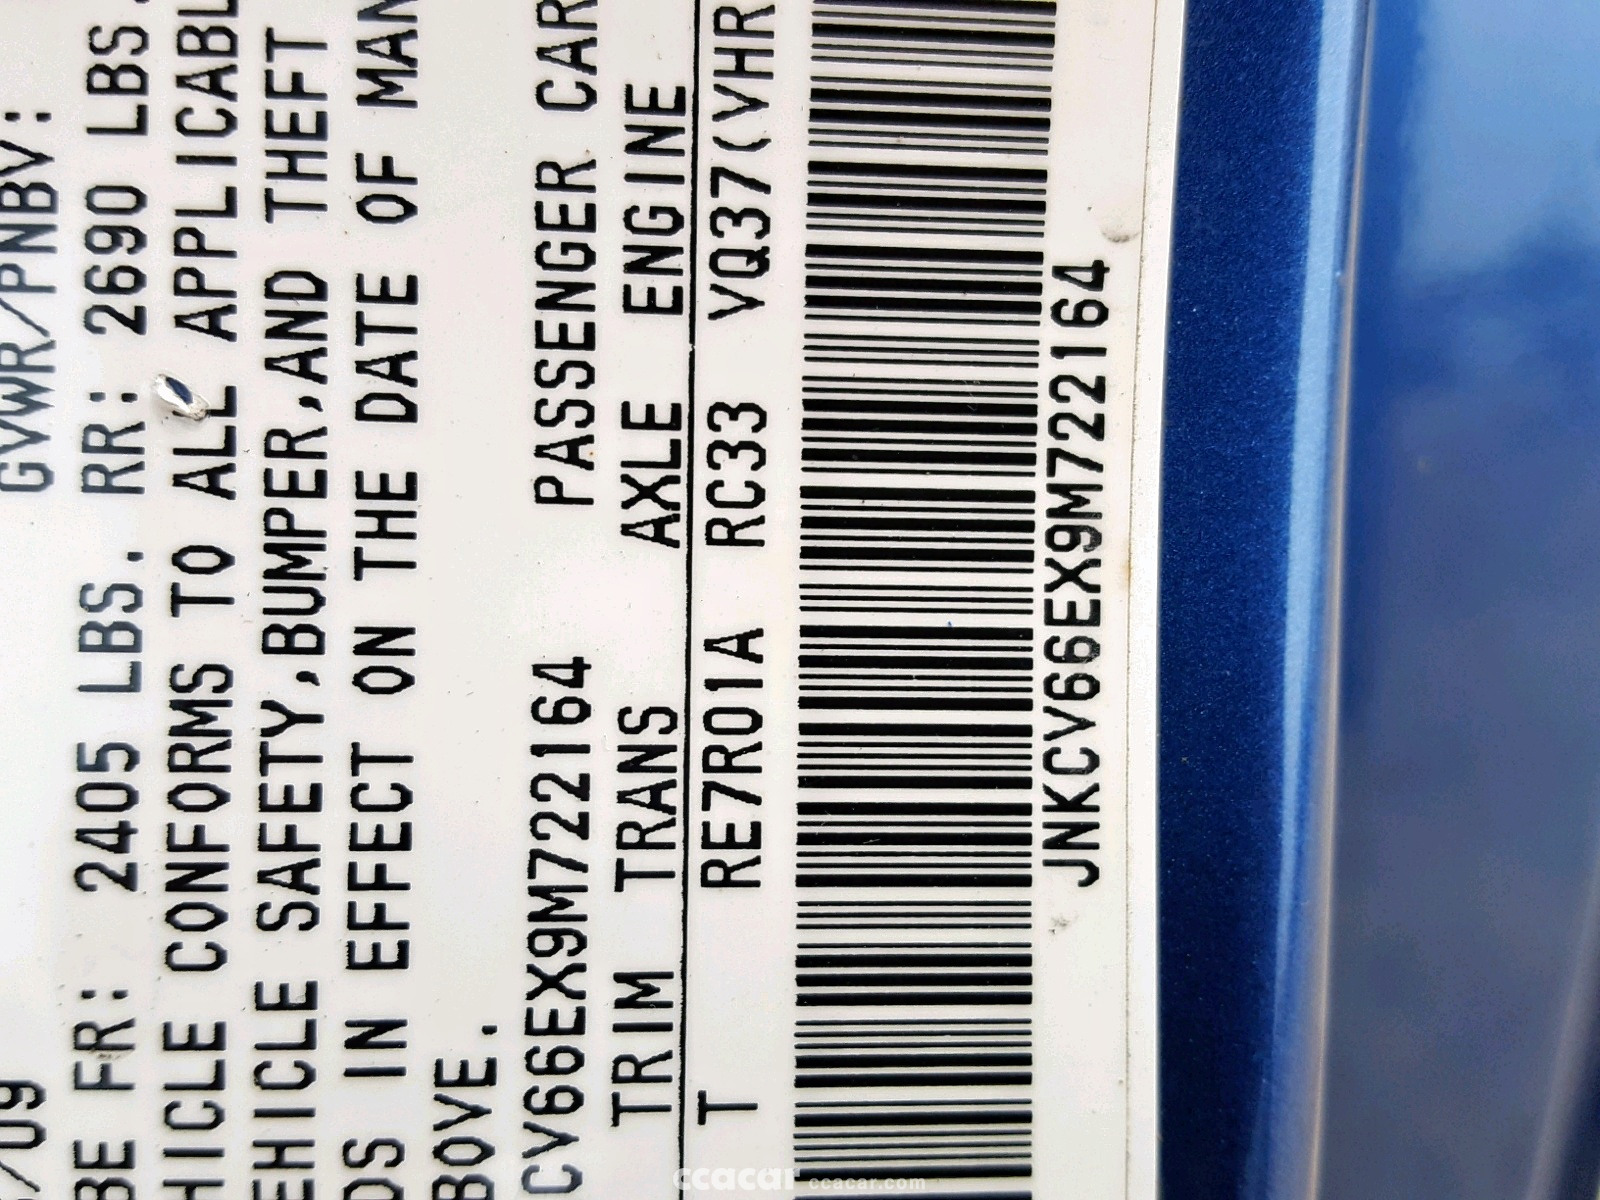 GVWR/PNBV:
/09
BE FR: 2405 LBS. RR: 2690 LBS.
HICLE CONFORMS TO ALL APPLICABL
EHICLE SAFETY,BUMPER,AND THEFT
DS IN EFFECT ON THE DATE OF MAN
BOVE.
CV66EX9M722164 PASSENGER CAR
TRIM TRANS AXLE ENGINE
T RE7R01A RC33 VQ37(VHR
JNKCV66EX9M722164
ccacar ccacar.com